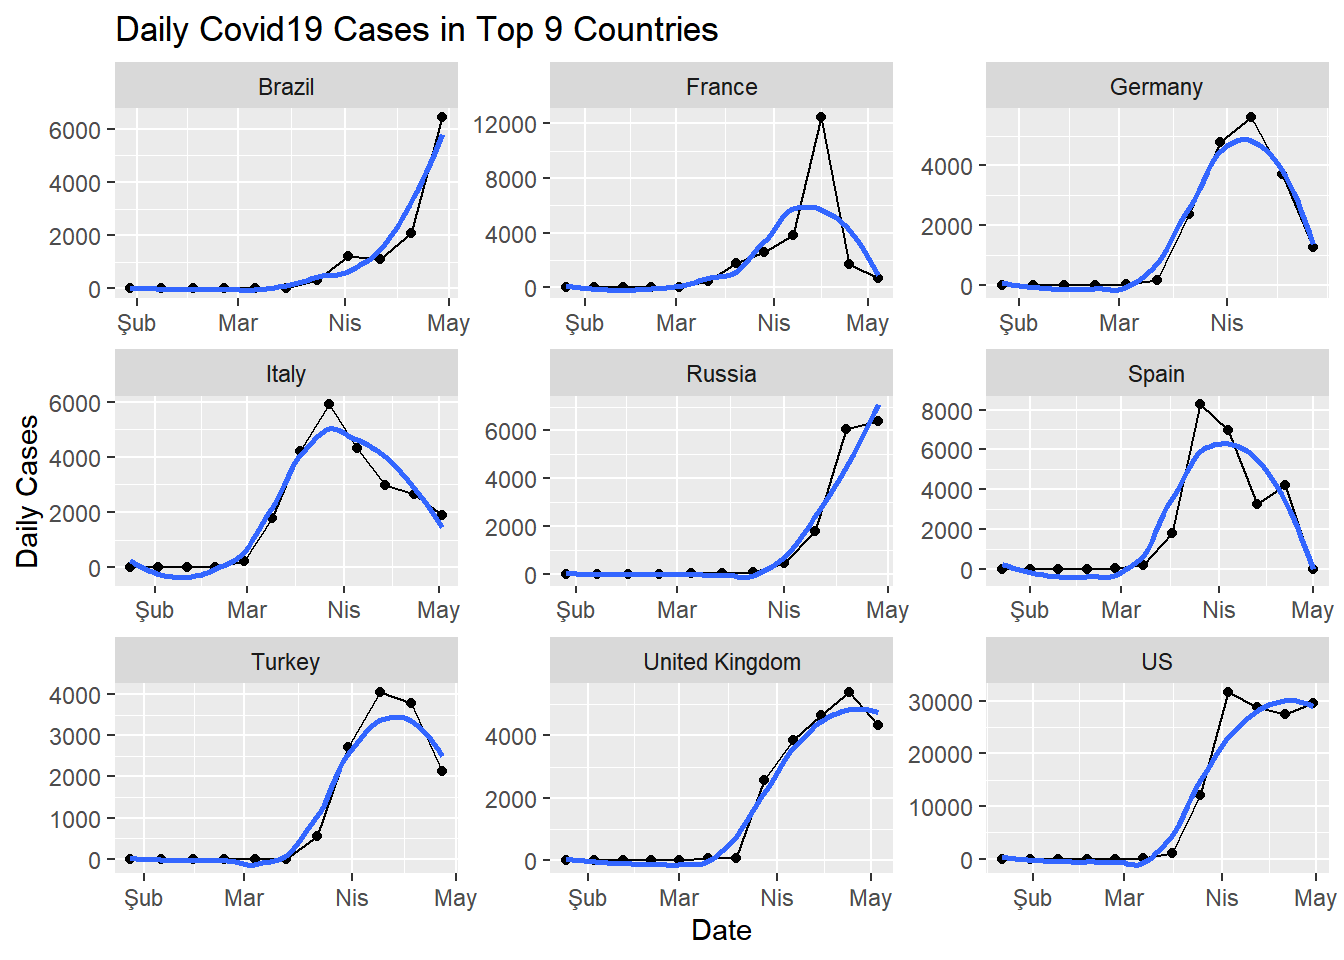 Daily Covid19 Cases in Top 9 Countries
Brazil
6000
4000
2000
0
Şub Mar Nis May
France
12000
8000
4000
0
Şub Mar Nis May
Germany
4000
2000
0
Şub Mar Nis
Daily Cases
Italy
6000
4000
2000
0
Şub Mar Nis May
Russia
6000
4000
2000
0
Şub Mar Nis May
Spain
8000
6000
4000
2000
0
Şub Mar Nis May
Turkey
4000
3000
2000
1000
0
Şub Mar Nis May
United Kingdom
4000
2000
0
Şub Mar Nis May
US
30000
20000
10000
0
Şub Mar Nis May
Date